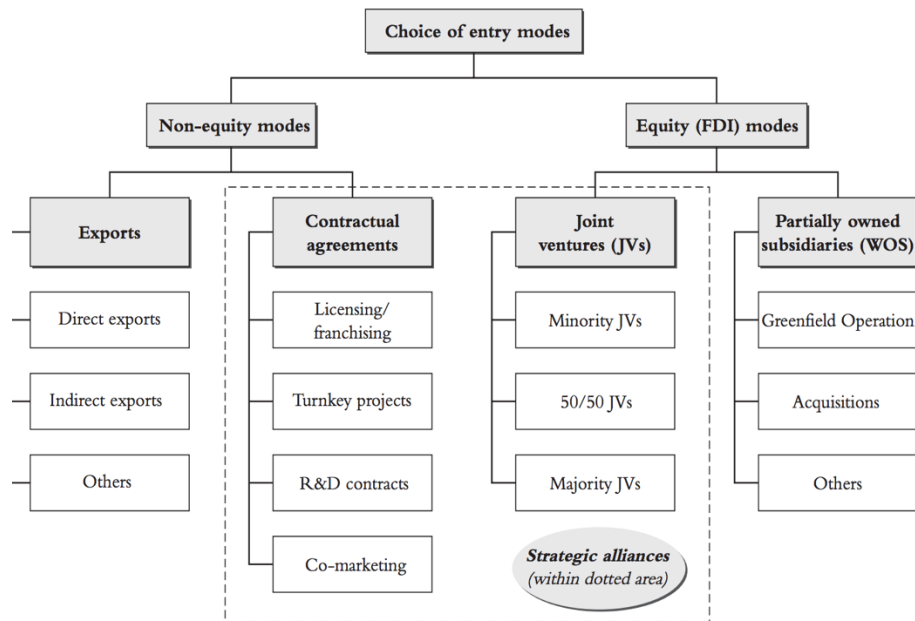 Choice of entry modes
Non-equity modes
Equity (FDI) modes
Exports
Contractual
agreements
Joint
ventures (JVs)
Partially owned
subsidiaries (WOS)
Direct exports
Licensing/
franchising
Minority JVs
Greenfield Operation
Indirect exports
Turnkey projects
50/50 JVs
Acquisitions
Others
R&D contracts
Majority JVs
Others
Co-marketing
Strategic alliances
(within dotted area)